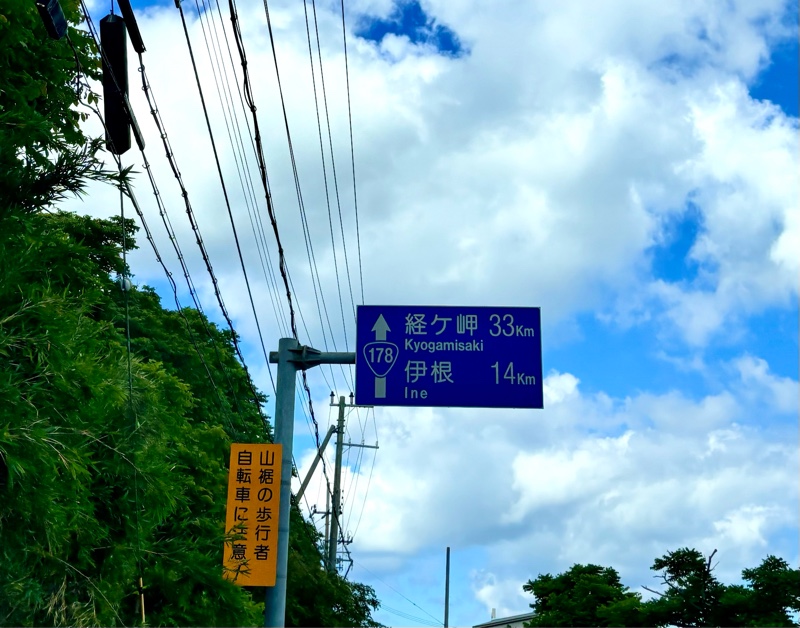 経ケ岬 33Km
Kyogamisaki
178
伊根 14Km
Ine
山裾の歩行者
自転車に注意